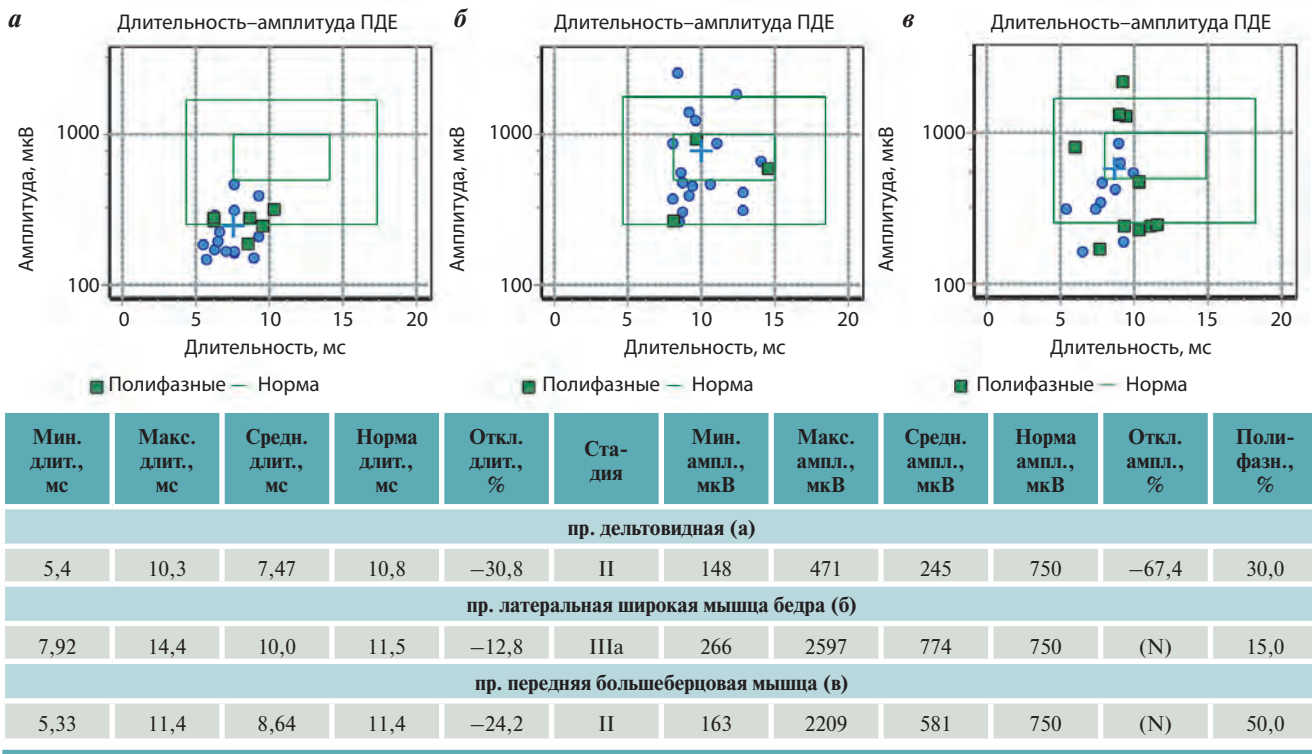 а Длительность–амплитуда ПДЕ
Амплитуда, мкВ
1000
100
0 5 10 15 20
Длительность, мс
Полифазные — Норма
б Длительность–амплитуда ПДЕ
Амплитуда, мкВ
1000
100
0 5 10 15 20
Длительность, мс
Полифазные — Норма
в Длительность–амплитуда ПДЕ
Амплитуда, мкВ
1000
100
0 5 10 15 20
Длительность, мс
Полифазные — Норма
Мин. длит., мс Макс. длит., мс Средн. длит., мс Норма длит., мс Откл. длит., % Ста-дия Мин. ампл., мкВ Макс. ампл., мкВ Средн. ампл., мкВ Норма ампл., мкВ Откл. ампл., % Поли-фазн., %
пр. дельтовидная (а)
5,4 10,3 7,47 10,8 –30,8 II 148 471 245 750 –67,4 30,0
пр. латеральная широкая мышца бедра (б)
7,92 14,4 10,0 11,5 –12,8 IIIа 266 2597 774 750 (N) 15,0
пр. передняя большеберцовая мышца (в)
5,33 11,4 8,64 11,4 –24,2 II 163 2209 581 750 (N) 50,0